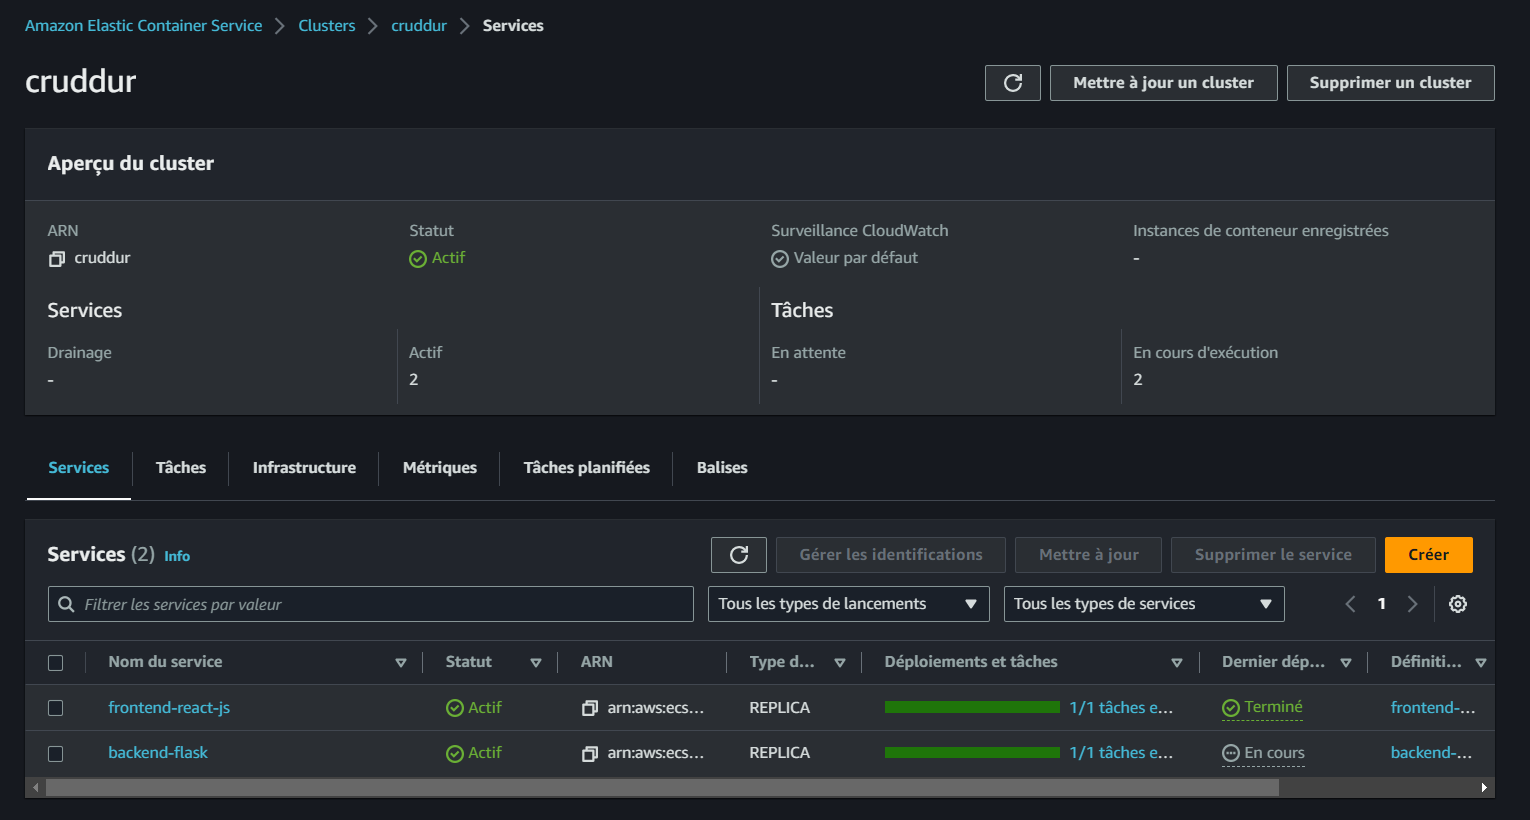 Amazon Elastic Container Service > Clusters > cruddur > Services
cruddur
Mettre à jour un cluster Supprimer un cluster
Aperçu du cluster
ARN Statut Surveillance CloudWatch Instances de conteneur enregistrées
cruddur Actif Valeur par défaut -
Services Tâches
Drainage Actif En attente En cours d'exécution
- 2 - 2
Services Tâches Infrastructure Métriques Tâches planifiées Balises
Services (2) Info Gérer les identifications Mettre à jour Supprimer le service Créer
Filtrer les services par valeur Tous les types de lancements Tous les types de services 1
Nom du service Statut ARN Type d... Déploiements et tâches Dernier dép... Définiti...
frontend-react-js Actif arn:aws:ecs... REPLICA 1/1 tâches e... Terminé frontend-...
backend-flask Actif arn:aws:ecs... REPLICA 1/1 tâches e... En cours backend-...